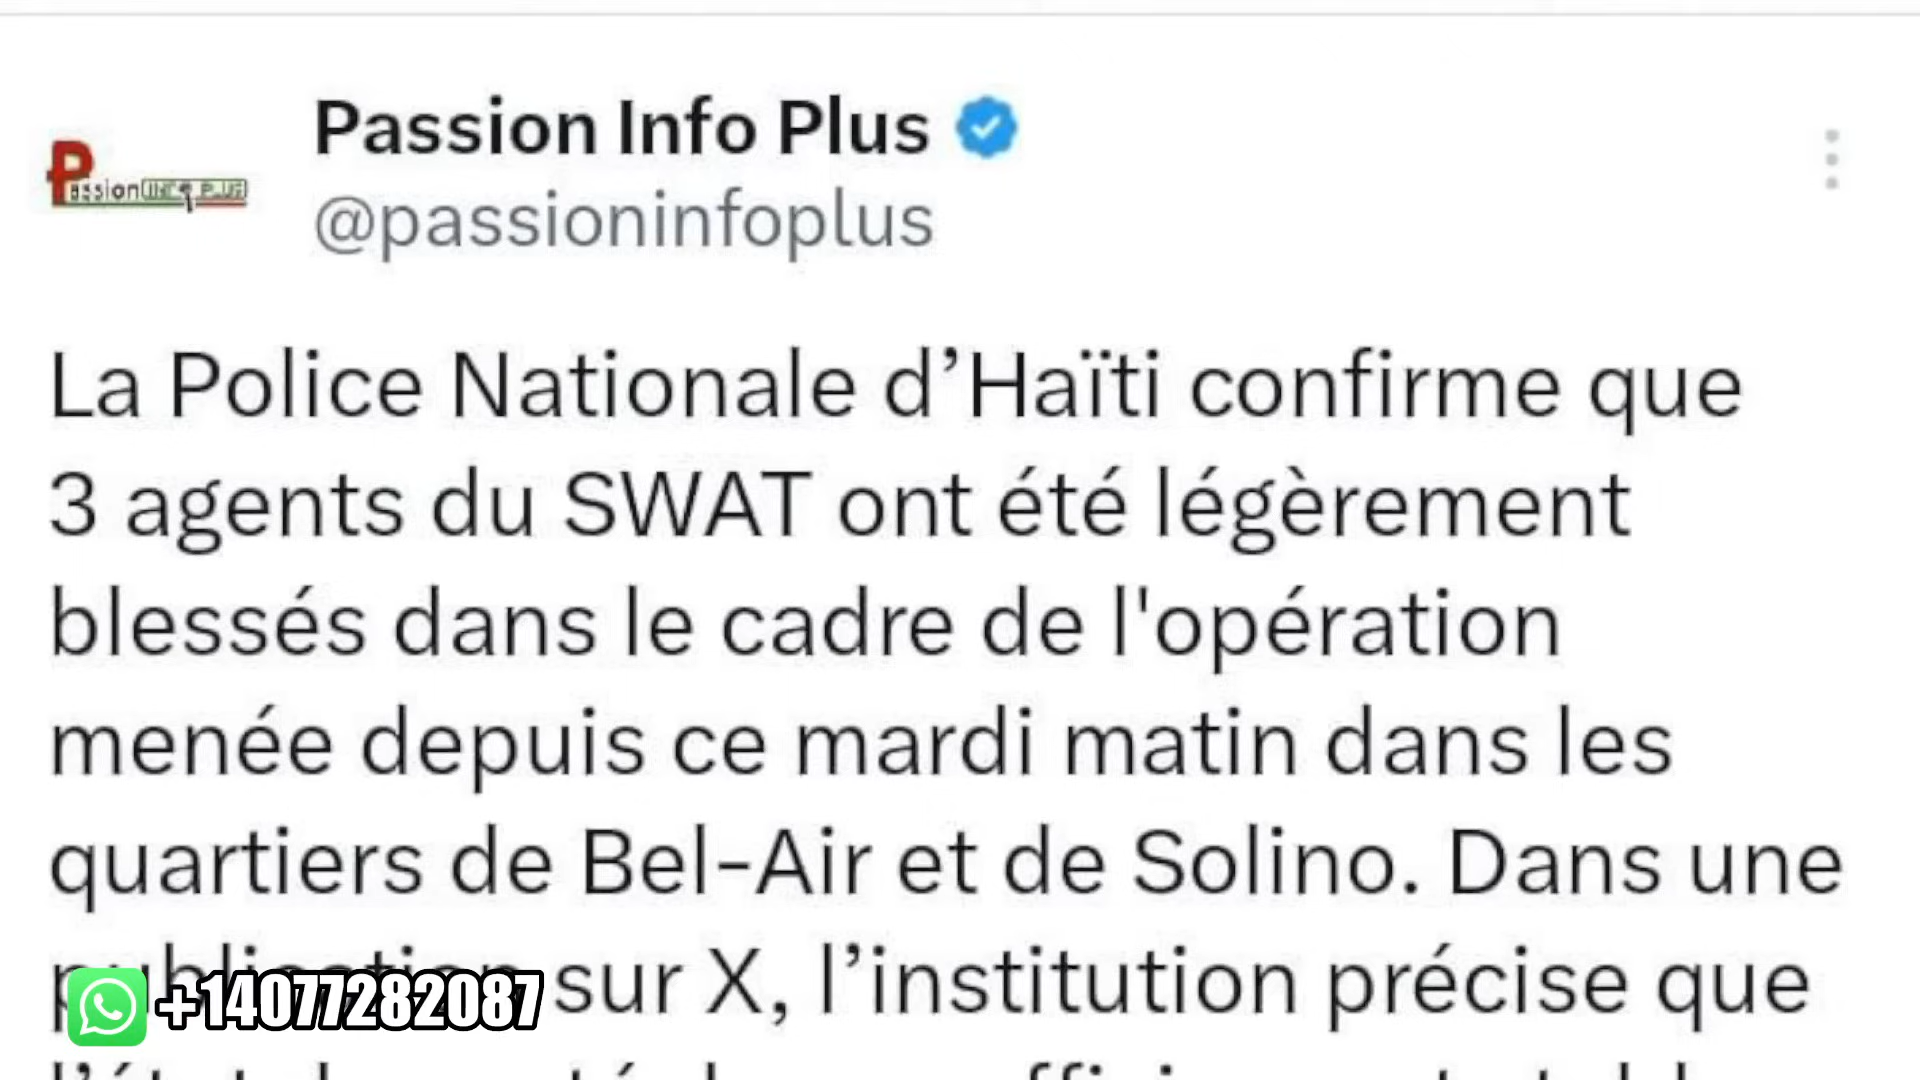 Passion Info Plus
@passioninfoplus
La Police Nationale d’Haïti confirme que
3 agents du SWAT ont été légèrement
blessés dans le cadre de l'opération
menée depuis ce mardi matin dans les
quartiers de Bel-Air et de Solino. Dans une
publication sur X, l’institution précise que
+14077282087